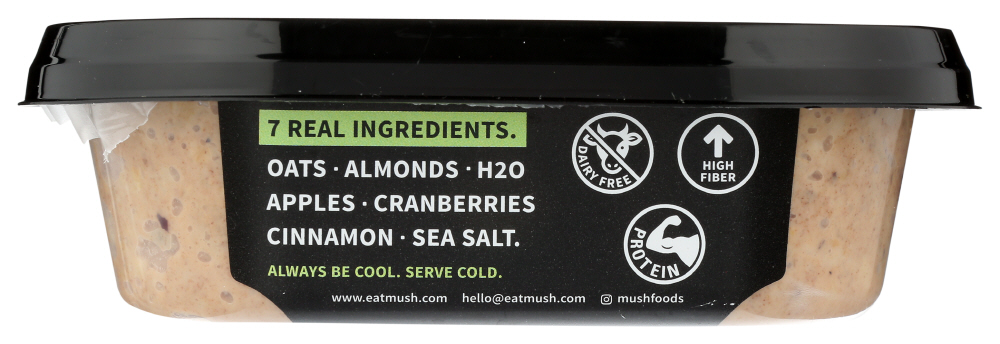 7 REAL INGREDIENTS.
OATS · ALMONDS · H2O
APPLES · CRANBERRIES
CINNAMON · SEA SALT.
ALWAYS BE COOL. SERVE COLD.
www.eatmush.com hello@eatmush.com mushfoods
DAIRY FREE
HIGH
FIBER
PROTEIN